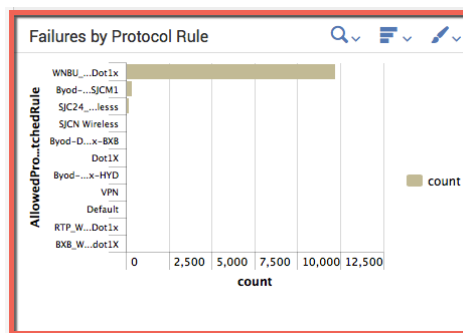 Failures by Protocol Rule
AllowedPro...tchedRule
WNBU_...Dot1x
Byod-...SJCM1
SJC24_...lesss
SJCN Wireless
Byod-D...x-BXB
Dot1X
Byod-...x-HYD
VPN
Default
RTP_W...Dot1x
BXB_W...dot1X
0 2,500 5,000 7,500 10,000 12,500
count
count